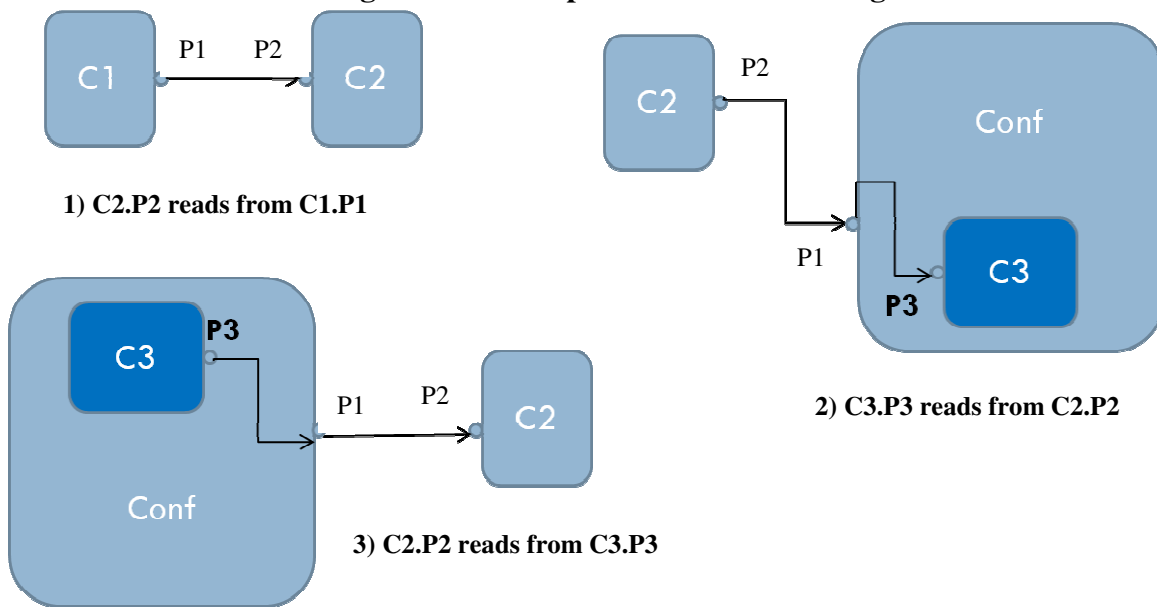 P1 P2
C1 C2
1) C2.P2 reads from C1.P1
P2
C2
Conf
P1
C3
P3
2) C3.P3 reads from C2.P2
P3
C3
P1 P2
C2
Conf
3) C2.P2 reads from C3.P3